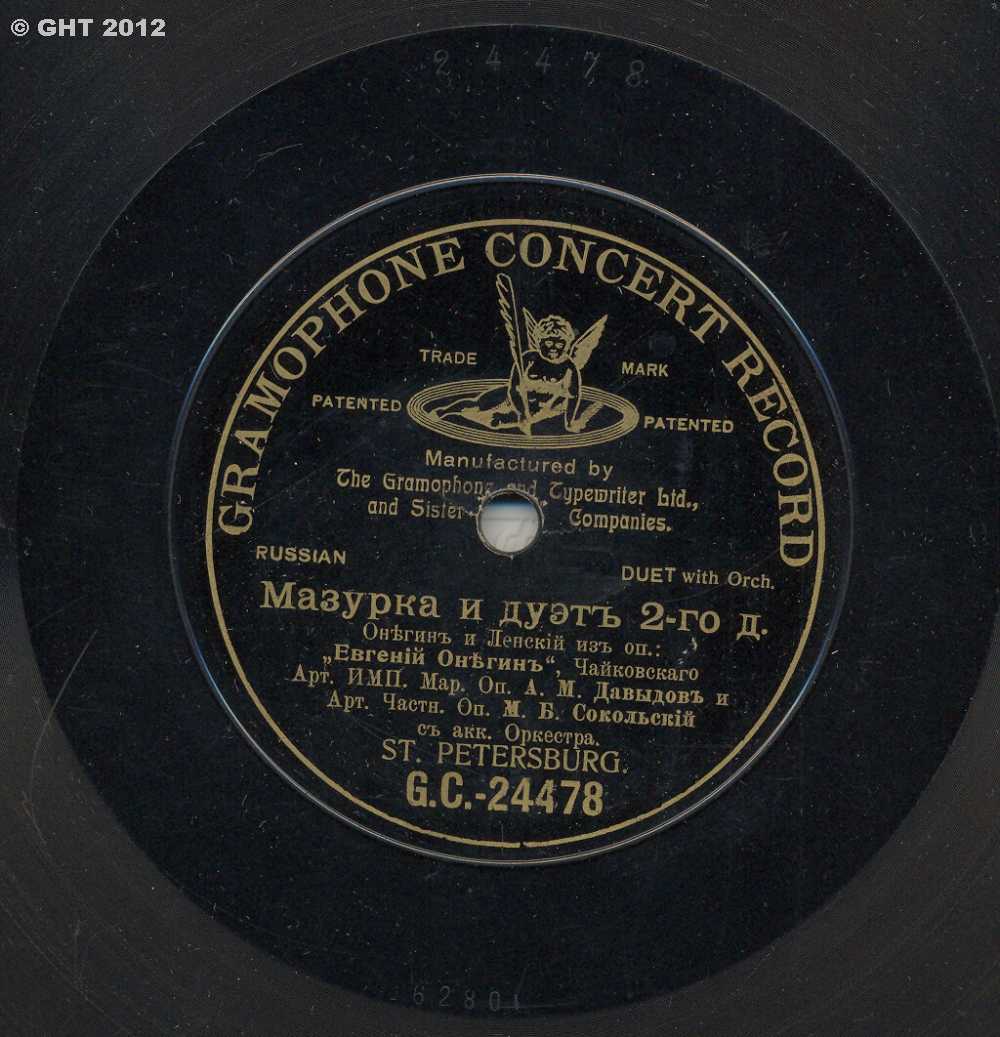 © GHT 2012
24478
GRAMOPHONE CONCERT RECORD
TRADE MARK
PATENTED PATENTED
Manufactured by
The Gramophone and Typewriter Ltd.,
and Sister Companies.
RUSSIAN
DUET with Orch.
Мазурка и дуэтъ 2-го д.
Онѣгинъ и Ленскій изъ оп.:
„Евгеній Онѣгинъ“, Чайковскаго
Арт. ИМП. Мар. Оп. А. М. Давыдовъ и
Арт. Частн. Оп. М. Б. Сокольскій
съ акк. Оркестра.
ST. PETERSBURG.
G.C.-24478
6280l